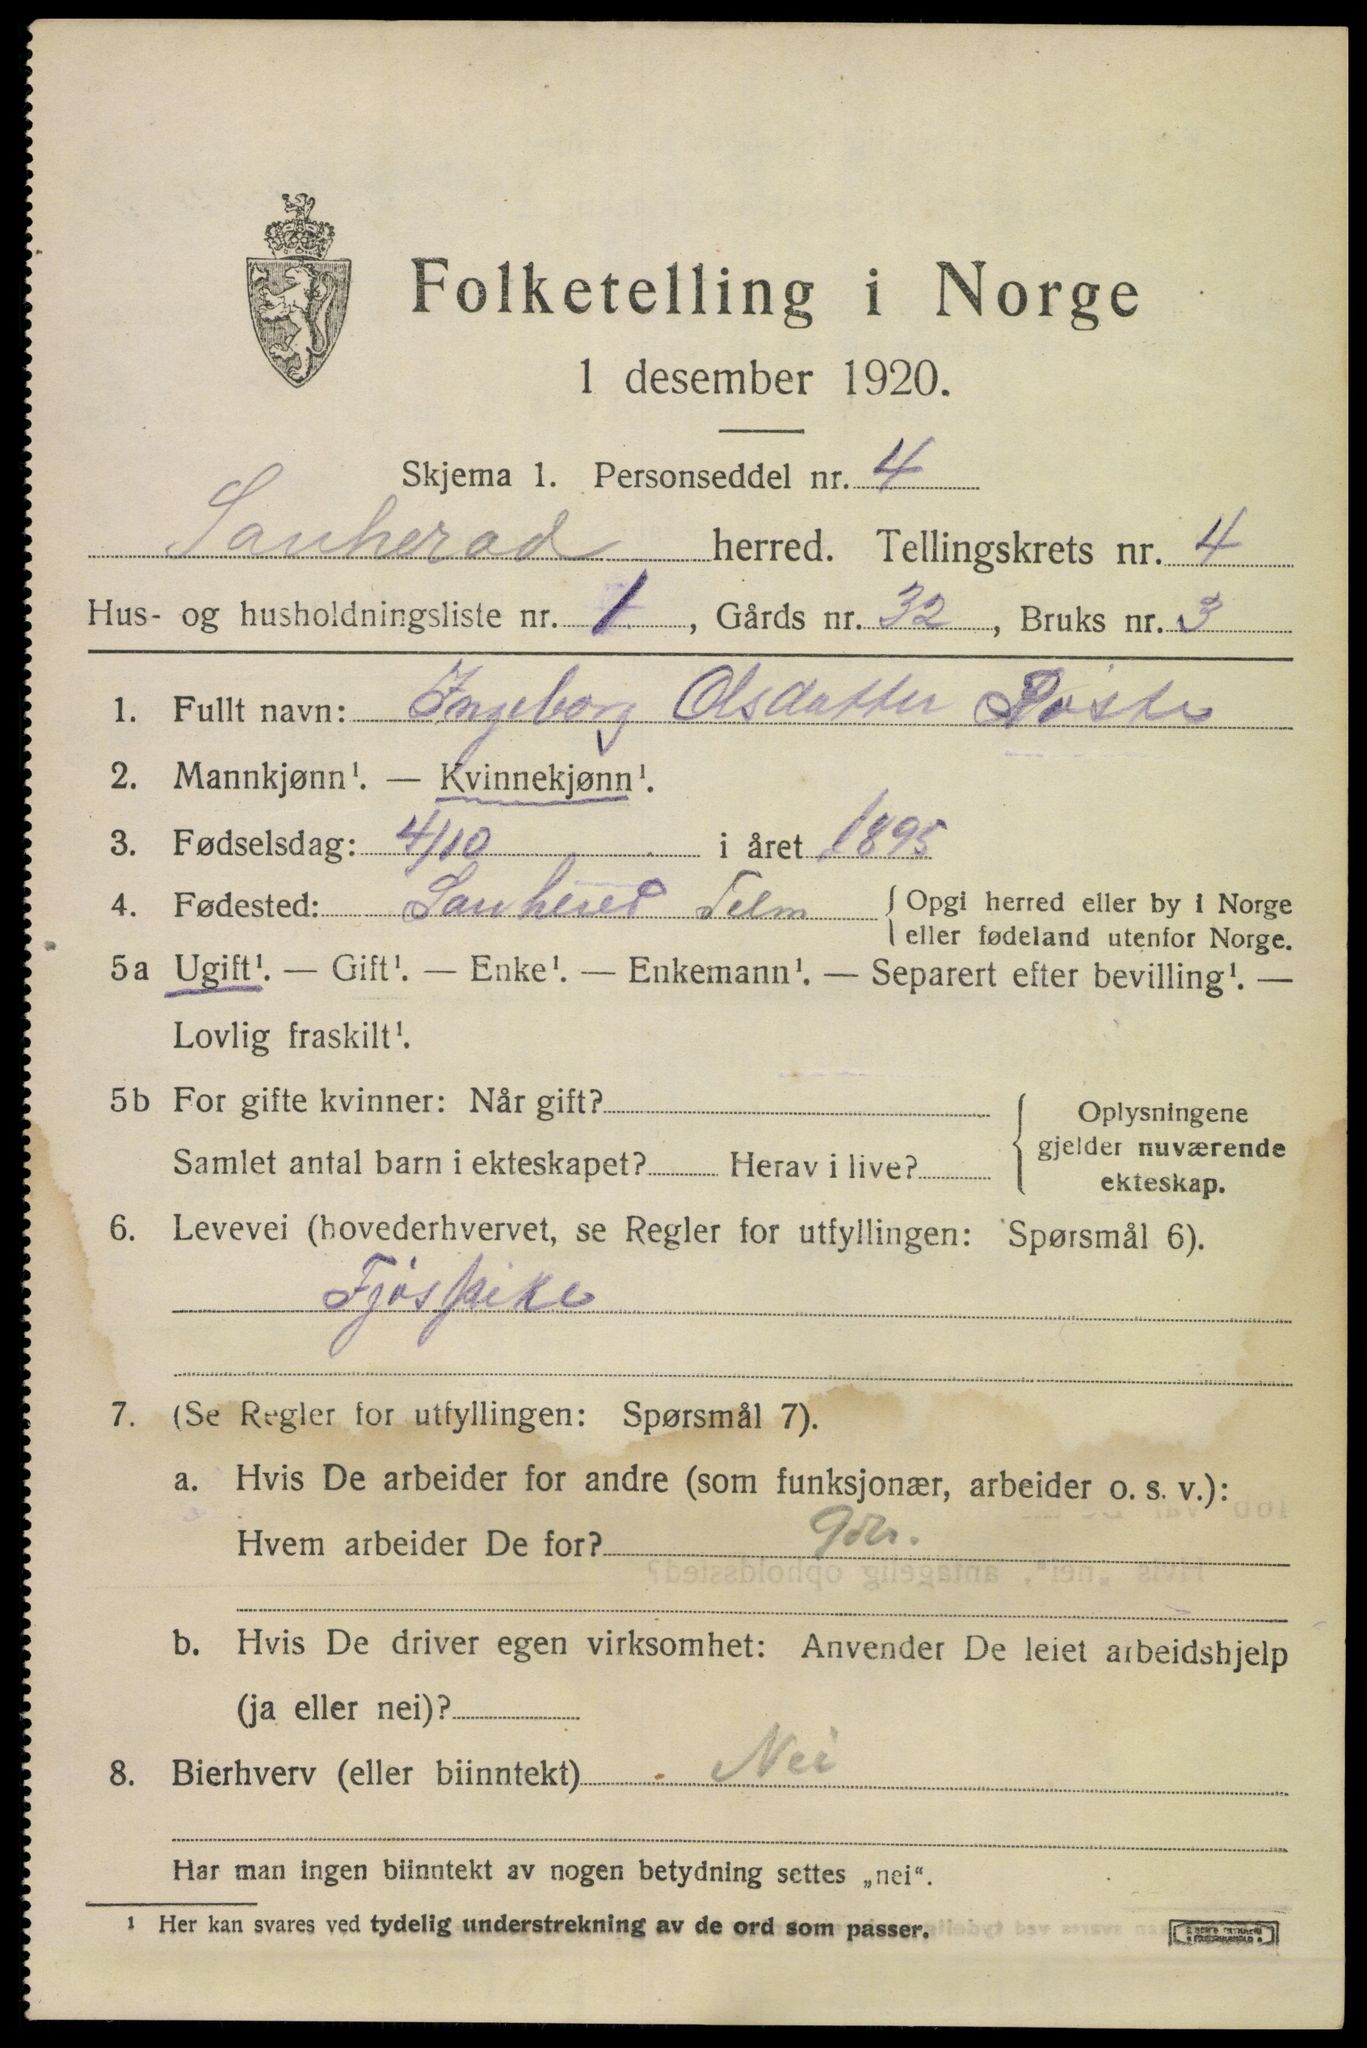 Folketelling i Norge
1 desember 1920.
Skjema 1. Personseddel nr. 4
Sauherad herred. Tellingskrets nr. 4
Hus- og husholdningsliste nr. 1, Gårds nr. 32, Bruks nr. 3
1. Fullt navn: Ingeborg Olsdatter
2. Mannkjønn¹. — Kvinnekjønn¹.
3. Fødselsdag: 4/10 i året 1895
4. Fødested: Sauherad Telm { Opgi herred eller by i Norge
eller fødeland utenfor Norge.
5a Ugift¹. — Gift¹. — Enke¹. — Enkemann¹. — Separert efter bevilling¹. —
Lovlig fraskilt¹.
5b For gifte kvinner: Når gift?
Samlet antal barn i ekteskapet? Herav i live?
{ Oplysningene
gjelder nuværende
ekteskap.
6. Levevei (hovederhvervet, se Regler for utfyllingen: Spørsmål 6).
Fjøspike
7. (Se Regler for utfyllingen: Spørsmål 7).
a. Hvis De arbeider for andre (som funksjonær, arbeider o. s. v.):
Hvem arbeider De for?
b. Hvis De driver egen virksomhet: Anvender De leiet arbeidshjelp
(ja eller nei)?
8. Bierhverv (eller biinntekt) Nei
Har man ingen biinntekt av nogen betydning settes „nei“.
¹ Her kan svares ved tydelig understrekning av de ord som passer.